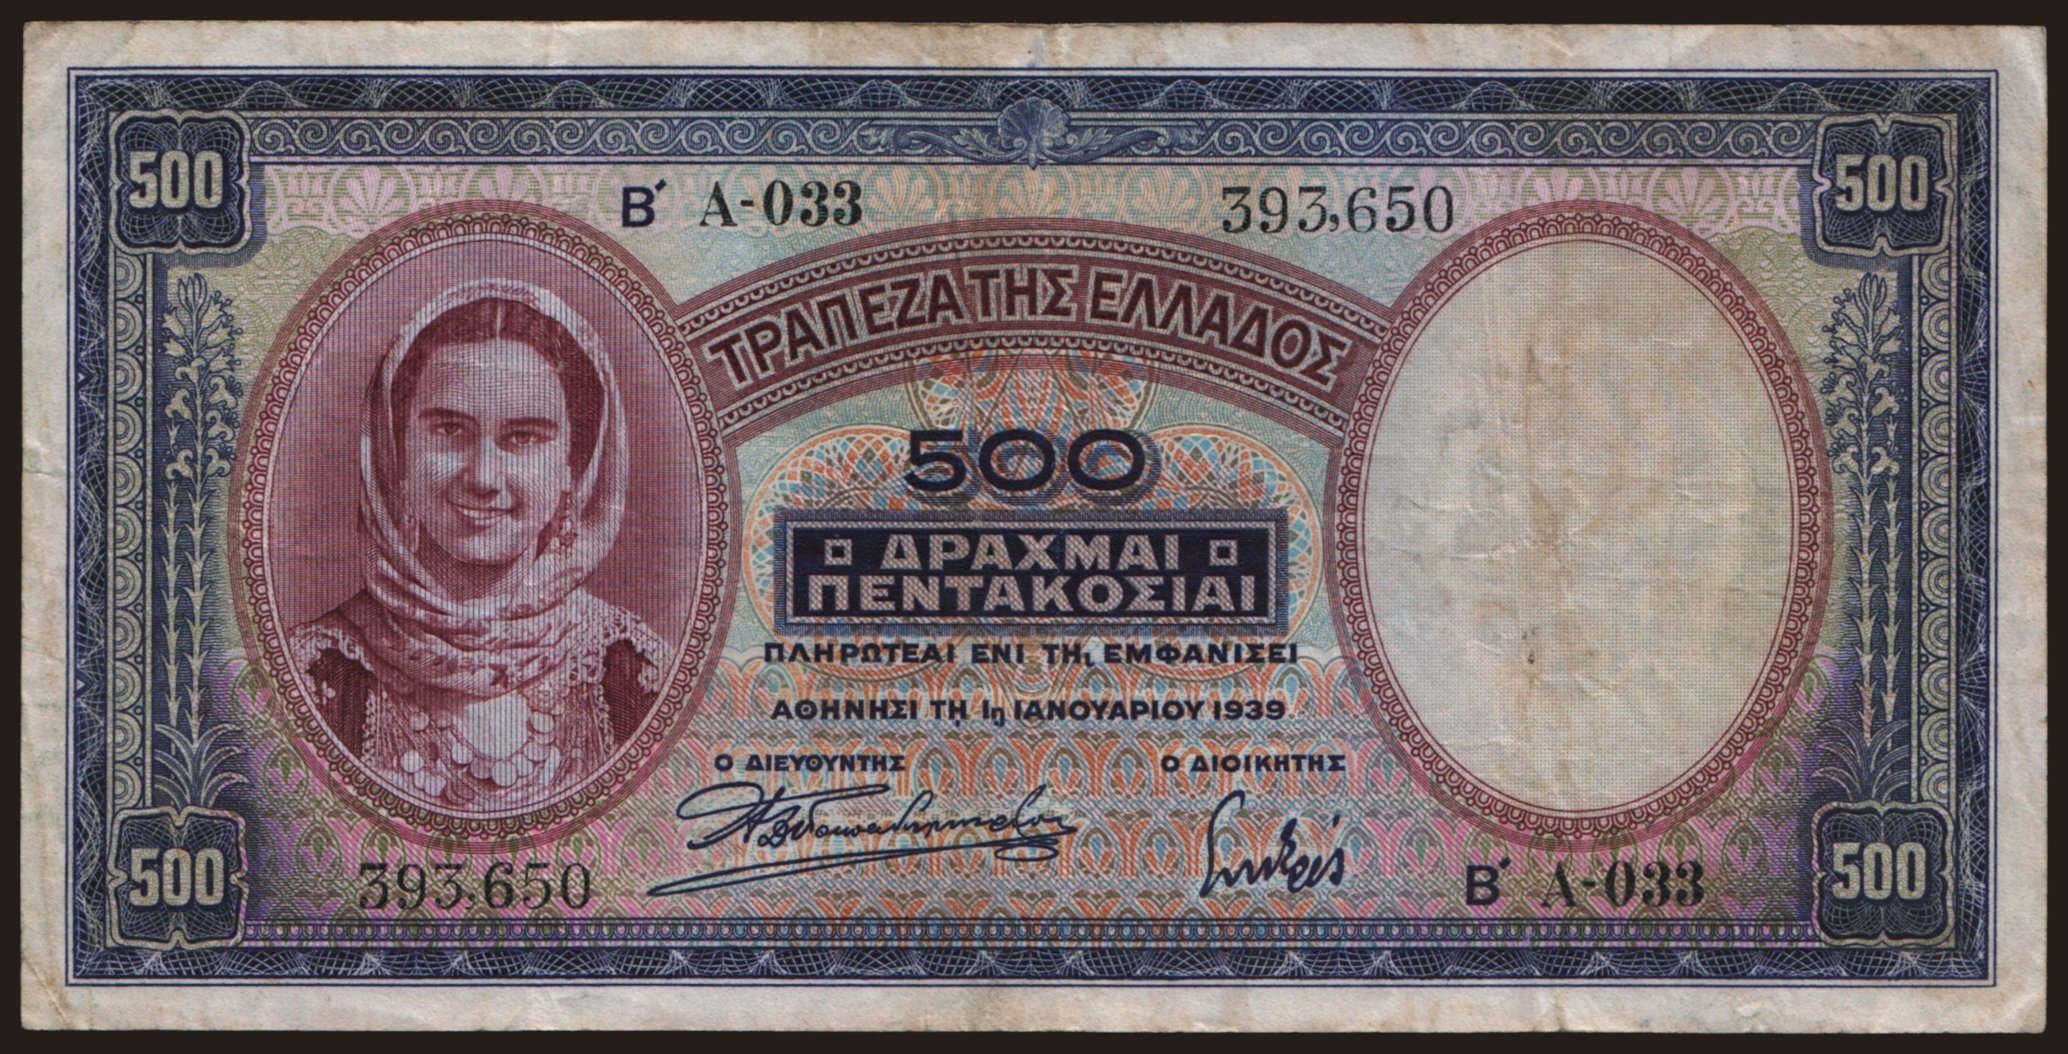 500
500
Β΄ Α-033
393,650
ΤΡΑΠΕΖΑ ΤΗΣ ΕΛΛΑΔΟΣ
500
ΔΡΑΧΜΑΙ
ΠΕΝΤΑΚΟΣΙΑΙ
ΠΛΗΡΩΤΕΑΙ ΕΝΙ ΤΗι ΕΜΦΑΝΙΣΕΙ
ΑΘΗΝΗΣΙ ΤΗ 1η ΙΑΝΟΥΑΡΙΟΥ 1939
Ο ΔΙΕΥΘΥΝΤΗΣ
Ο ΔΙΟΙΚΗΤΗΣ
500
393,650
Β΄ Α-033
500